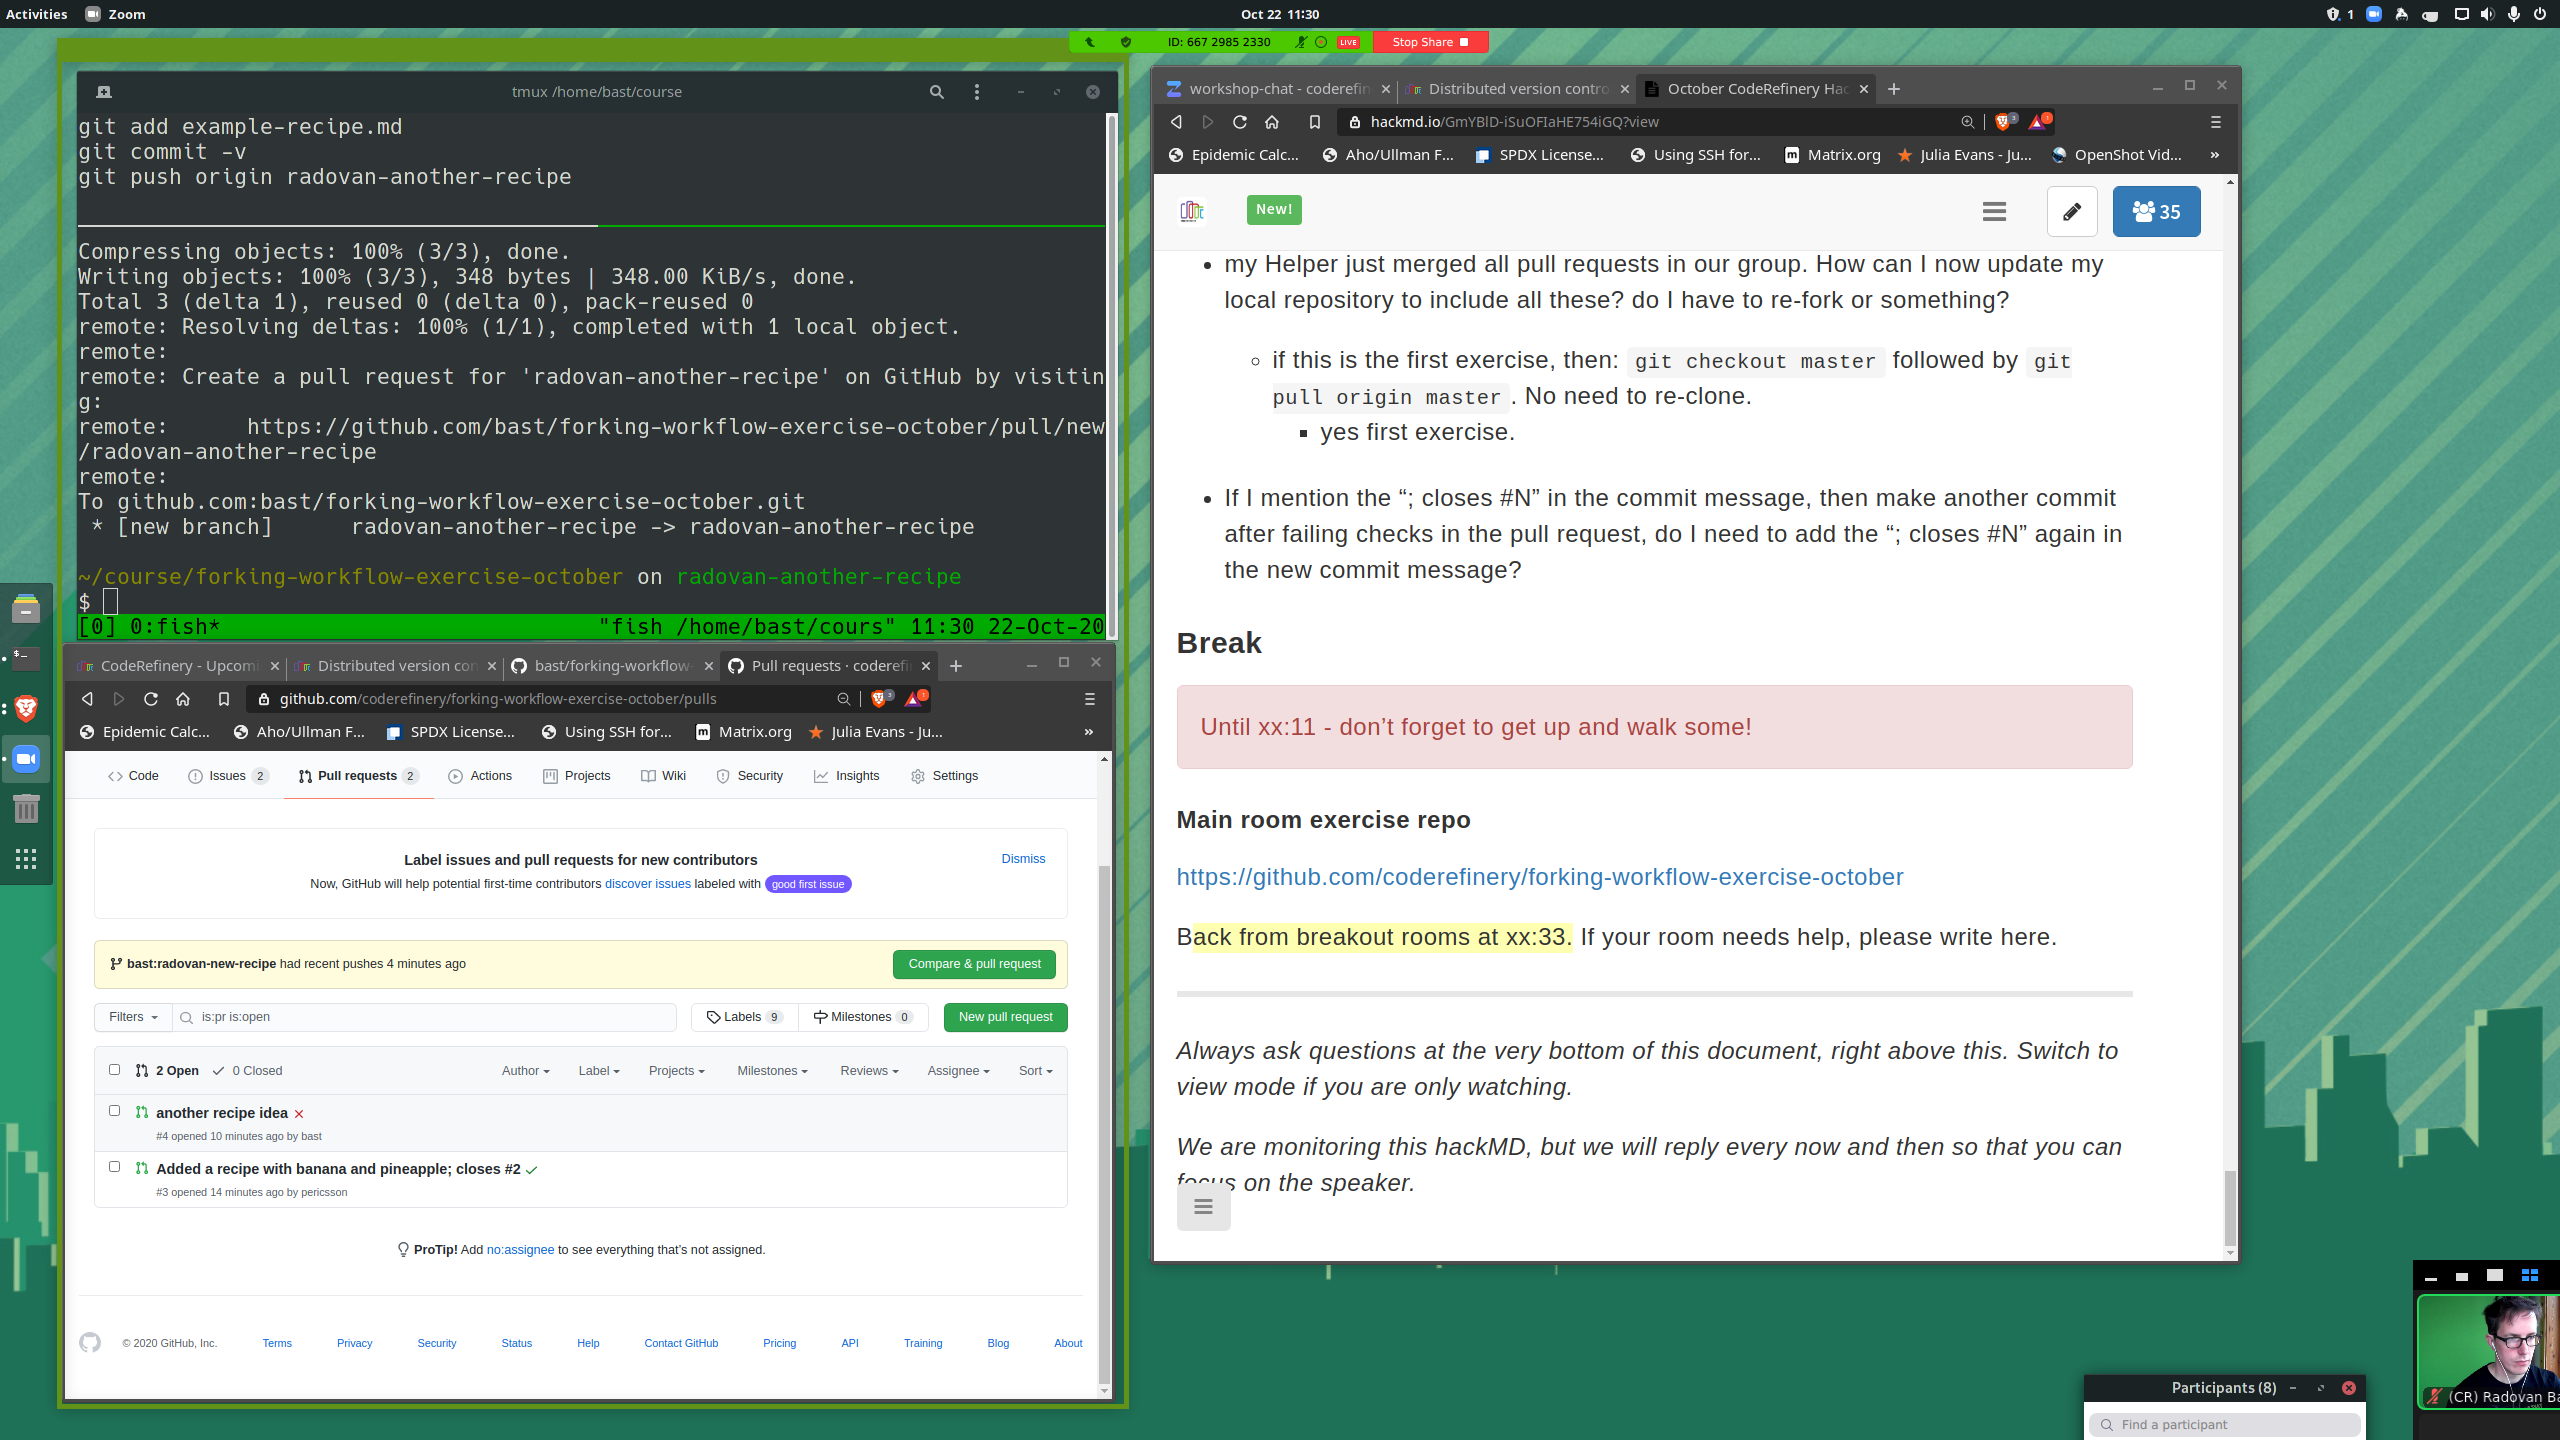 Activities Zoom Oct 22 11:30 1
ID: 667 2985 2330 LIVE Stop Share
tmux /home/bast/course
git add example-recipe.md
git commit -v
git push origin radovan-another-recipe
Compressing objects: 100% (3/3), done.
Writing objects: 100% (3/3), 348 bytes | 348.00 KiB/s, done.
Total 3 (delta 1), reused 0 (delta 0), pack-reused 0
remote: Resolving deltas: 100% (1/1), completed with 1 local object.
remote:
remote: Create a pull request for 'radovan-another-recipe' on GitHub by visitin
g:
remote:      https://github.com/bast/forking-workflow-exercise-october/pull/new
/radovan-another-recipe
remote:
To github.com:bast/forking-workflow-exercise-october.git
 * [new branch]      radovan-another-recipe -> radovan-another-recipe
~/course/forking-workflow-exercise-october on radovan-another-recipe
$
[0] 0:fish* "fish /home/bast/cours" 11:30 22-Oct-20
CodeRefinery - Upcomi Distributed version con bast/forking-workflow- Pull requests · coderefi
github.com/coderefinery/forking-workflow-exercise-october/pulls
Epidemic Calc... Aho/Ullman F... SPDX License... Using SSH for... Matrix.org Julia Evans - Ju... »
Code Issues 2 Pull requests 2 Actions Projects Wiki Security Insights Settings
Label issues and pull requests for new contributors Dismiss
Now, GitHub will help potential first-time contributors discover issues labeled with good first issue
bast:radovan-new-recipe had recent pushes 4 minutes ago Compare & pull request
Filters is:pr is:open Labels 9 Milestones 0 New pull request
2 Open 0 Closed Author Label Projects Milestones Reviews Assignee Sort
another recipe idea
#4 opened 10 minutes ago by bast
Added a recipe with banana and pineapple; closes #2
#3 opened 14 minutes ago by pericsson
ProTip! Add no:assignee to see everything that's not assigned.
© 2020 GitHub, Inc. Terms Privacy Security Status Help Contact GitHub Pricing API Training Blog About
workshop-chat - coderefin Distributed version contro October CodeRefinery Hac
hackmd.io/GmYBlD-iSuOFIaHE754iGQ?view
Epidemic Calc... Aho/Ullman F... SPDX License... Using SSH for... Matrix.org Julia Evans - Ju... OpenShot Vid... »
New! 35
my Helper just merged all pull requests in our group. How can I now update my
local repository to include all these? do I have to re-fork or something?
if this is the first exercise, then: git checkout master followed by git
pull origin master . No need to re-clone.
yes first exercise.
If I mention the “; closes #N” in the commit message, then make another commit
after failing checks in the pull request, do I need to add the “; closes #N” again in
the new commit message?
Break
Until xx:11 - don’t forget to get up and walk some!
Main room exercise repo
https://github.com/coderefinery/forking-workflow-exercise-october
Back from breakout rooms at xx:33. If your room needs help, please write here.
Always ask questions at the very bottom of this document, right above this. Switch to
view mode if you are only watching.
We are monitoring this hackMD, but we will reply every now and then so that you can
focus on the speaker.
(CR) Radovan Ba
Participants (8)
Find a participant